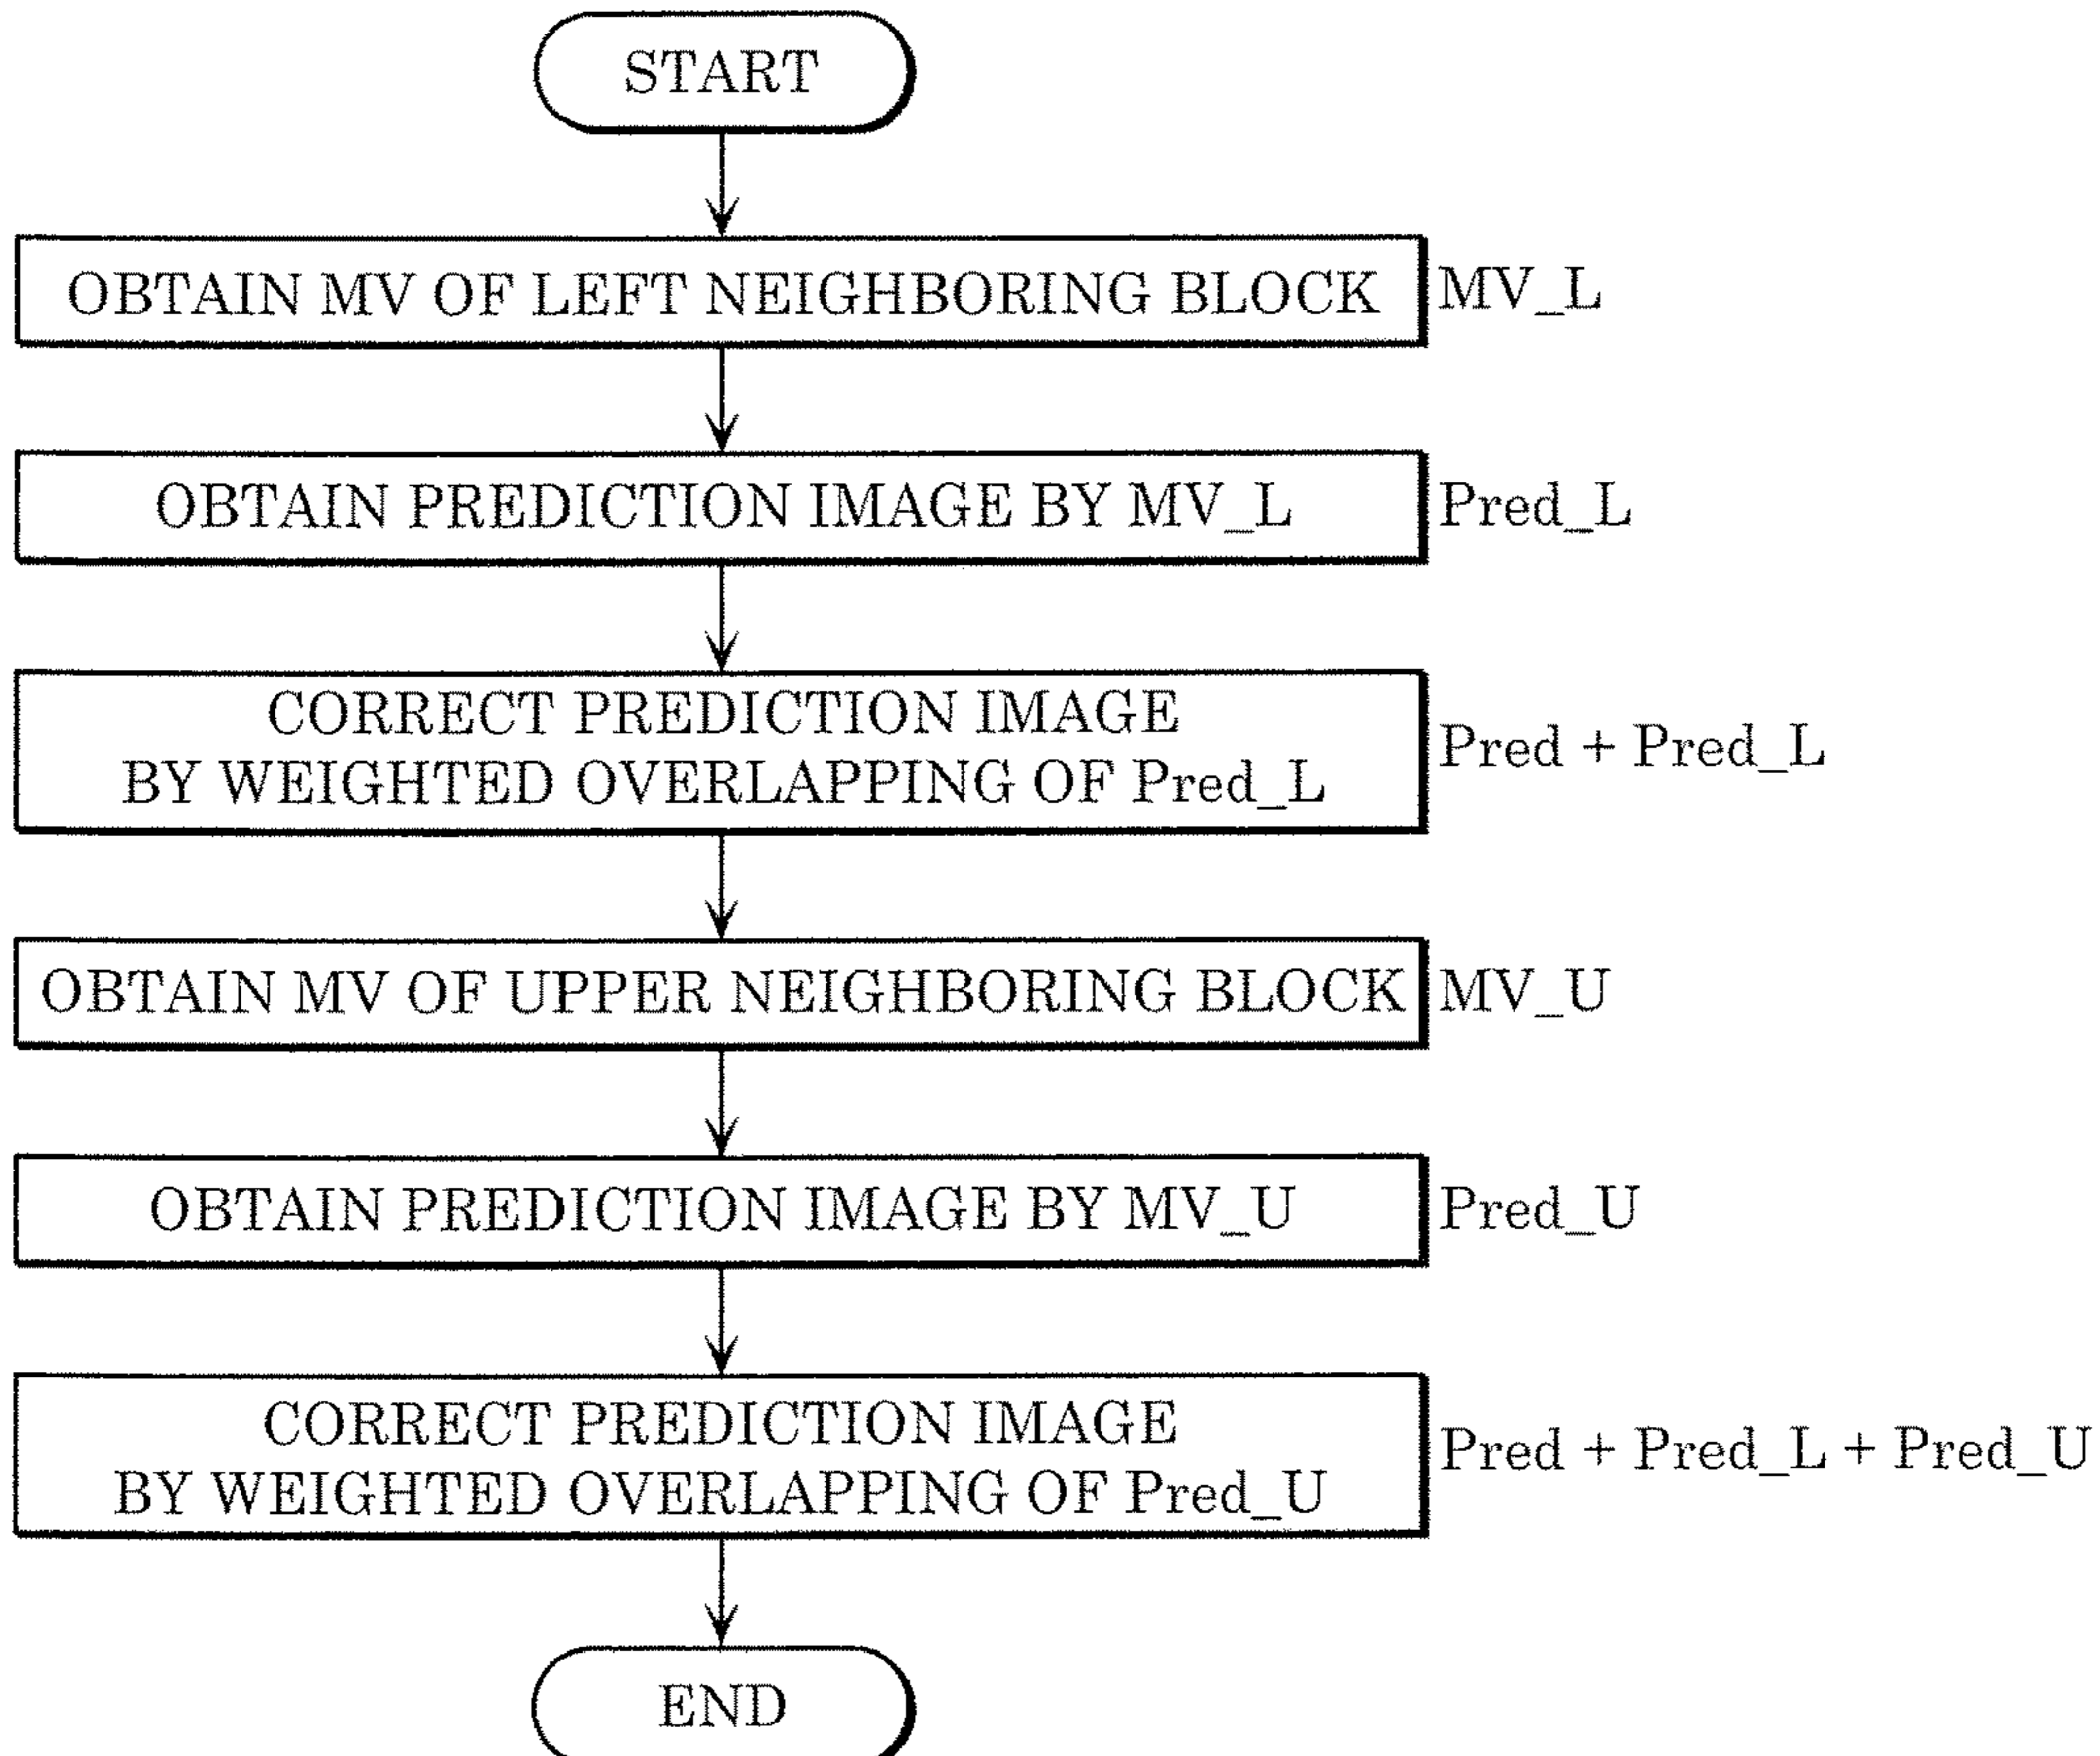 START
OBTAIN MV OF LEFT NEIGHBORING BLOCK
MV_L
OBTAIN PREDICTION IMAGE BY MV_L
Pred_L
CORRECT PREDICTION IMAGE
BY WEIGHTED OVERLAPPING OF Pred_L
Pred + Pred_L
OBTAIN MV OF UPPER NEIGHBORING BLOCK
MV_U
OBTAIN PREDICTION IMAGE BY MV_U
Pred_U
CORRECT PREDICTION IMAGE
BY WEIGHTED OVERLAPPING OF Pred_U
Pred + Pred_L + Pred_U
END